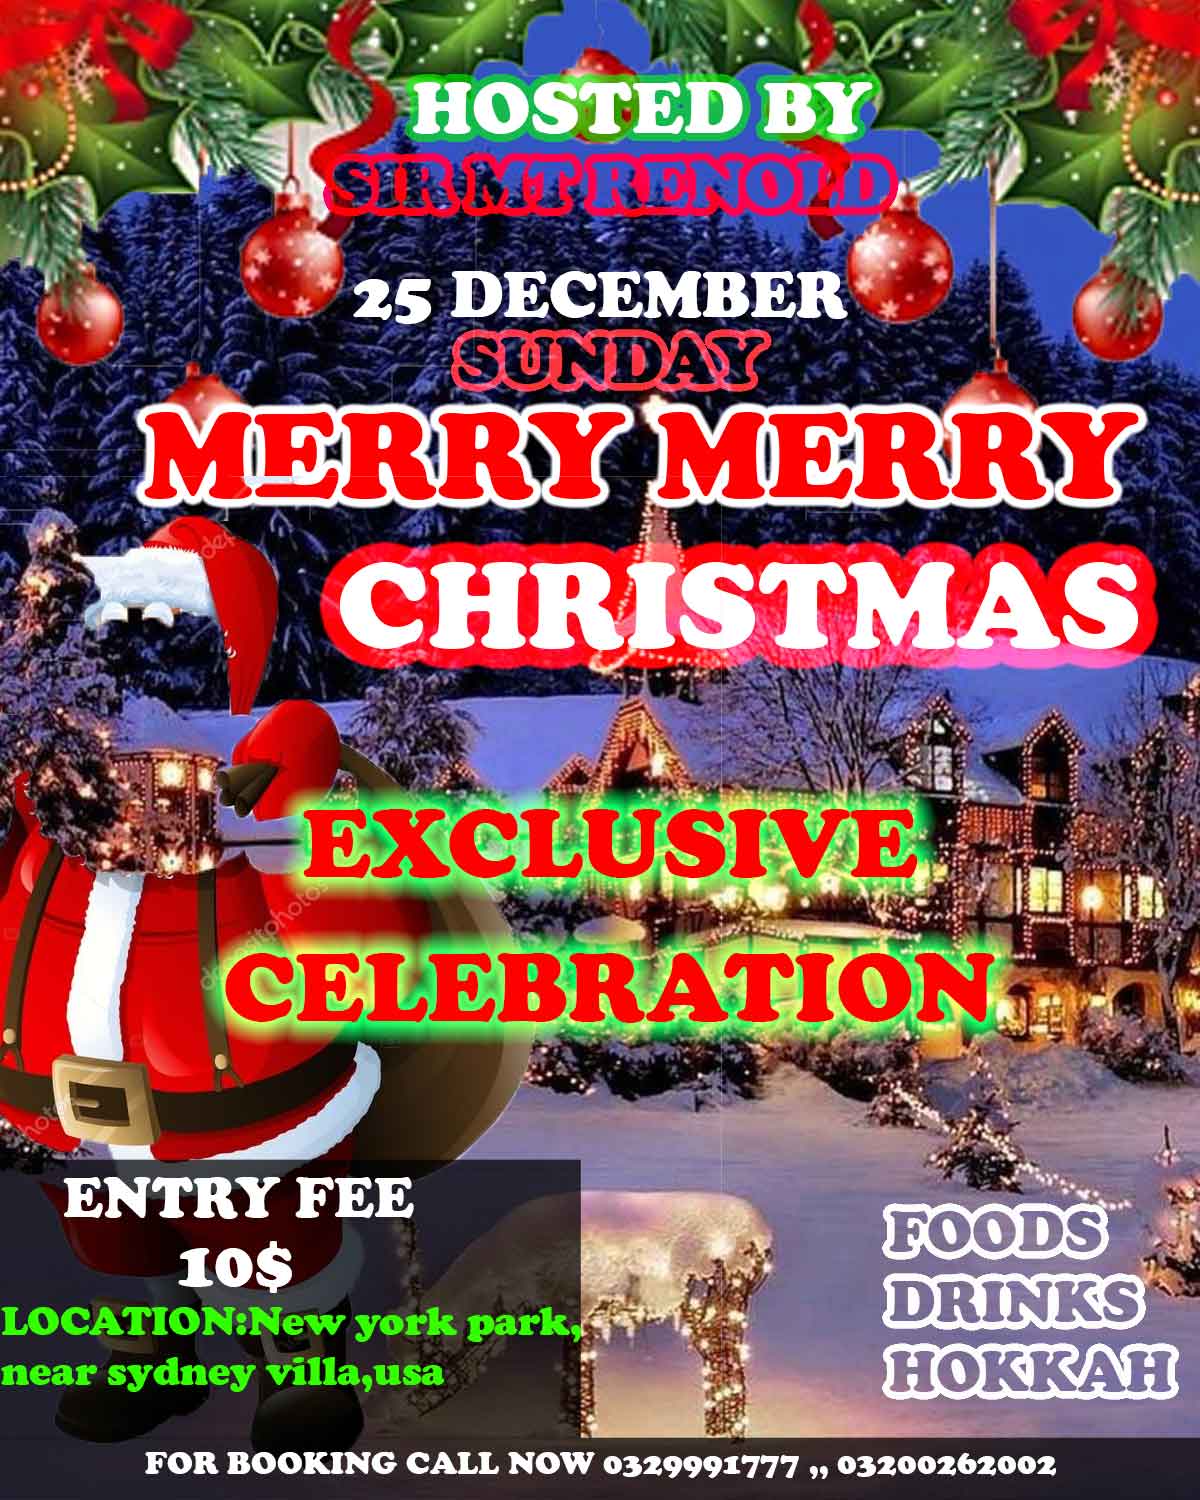 HOSTED BY
SIR MT RENOLD
25 DECEMBER
SUNDAY
MERRY MERRY
CHRISTMAS
EXCLUSIVE
CELEBRATION
ENTRY FEE
10$
LOCATION:New york park,
near sydney villa,usa
FOODS
DRINKS
HOKKAH
FOR BOOKING CALL NOW 0329991777 ,, 03200262002
depositphotos